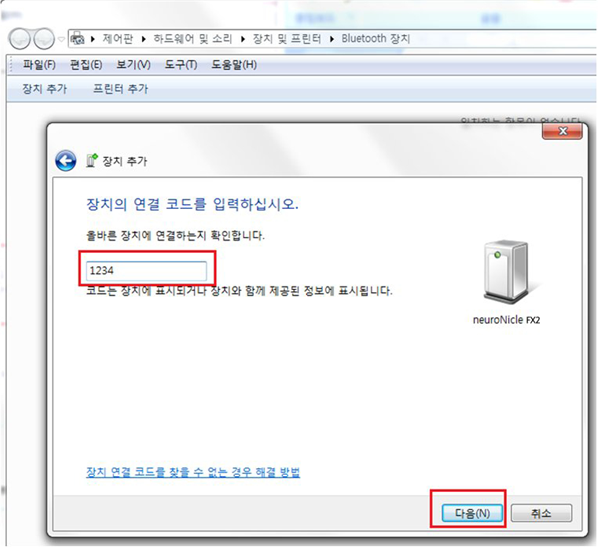 제어판 ▸ 하드웨어 및 소리 ▸ 장치 및 프린터 ▸ Bluetooth 장치
파일(F) 편집(E) 보기(V) 도구(T) 도움말(H)
장치 추가 프린터 추가
장치 추가
장치의 연결 코드를 입력하십시오.
올바른 장치에 연결하는지 확인합니다.
1234
코드는 장치에 표시되거나 장치와 함께 제공된 정보에 표시됩니다.
neuroNicle FX2
장치 연결 코드를 찾을 수 없는 경우 해결 방법
다음(N) 취소